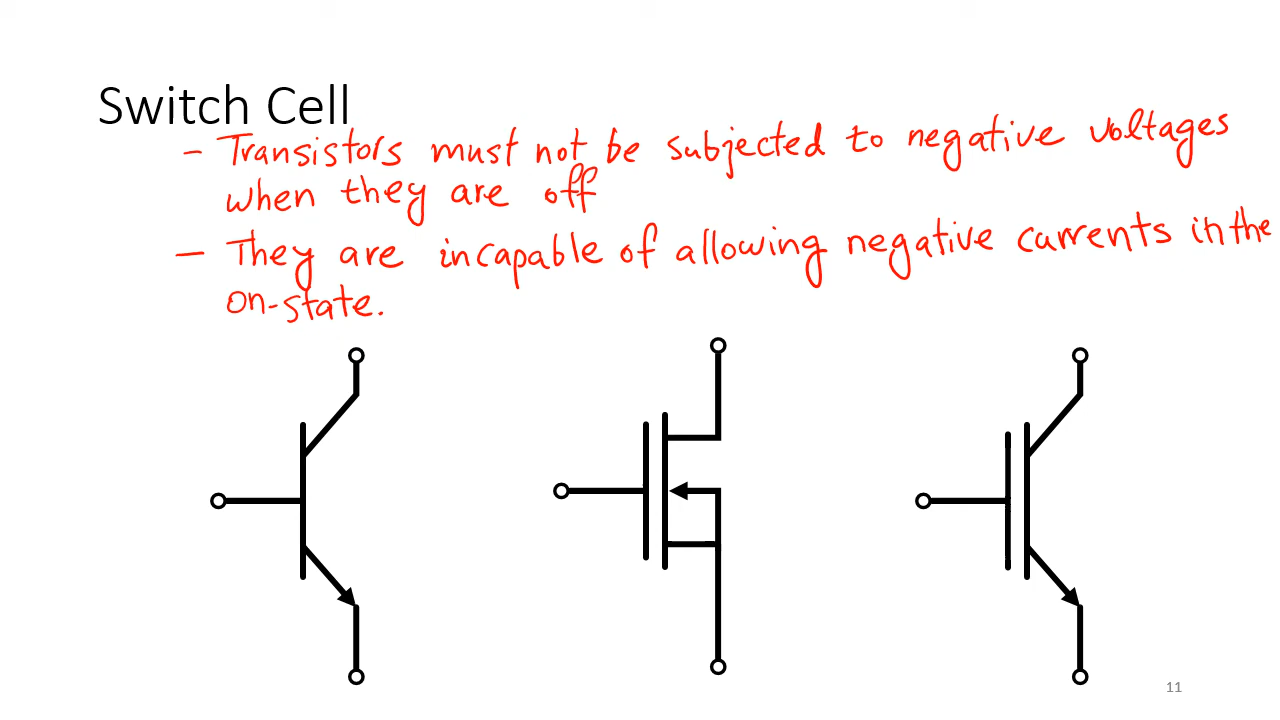 Switch Cell
- Transistors must not be subjected to negative voltages
when they are off
- They are incapable of allowing negative currents in the
on-state.
11